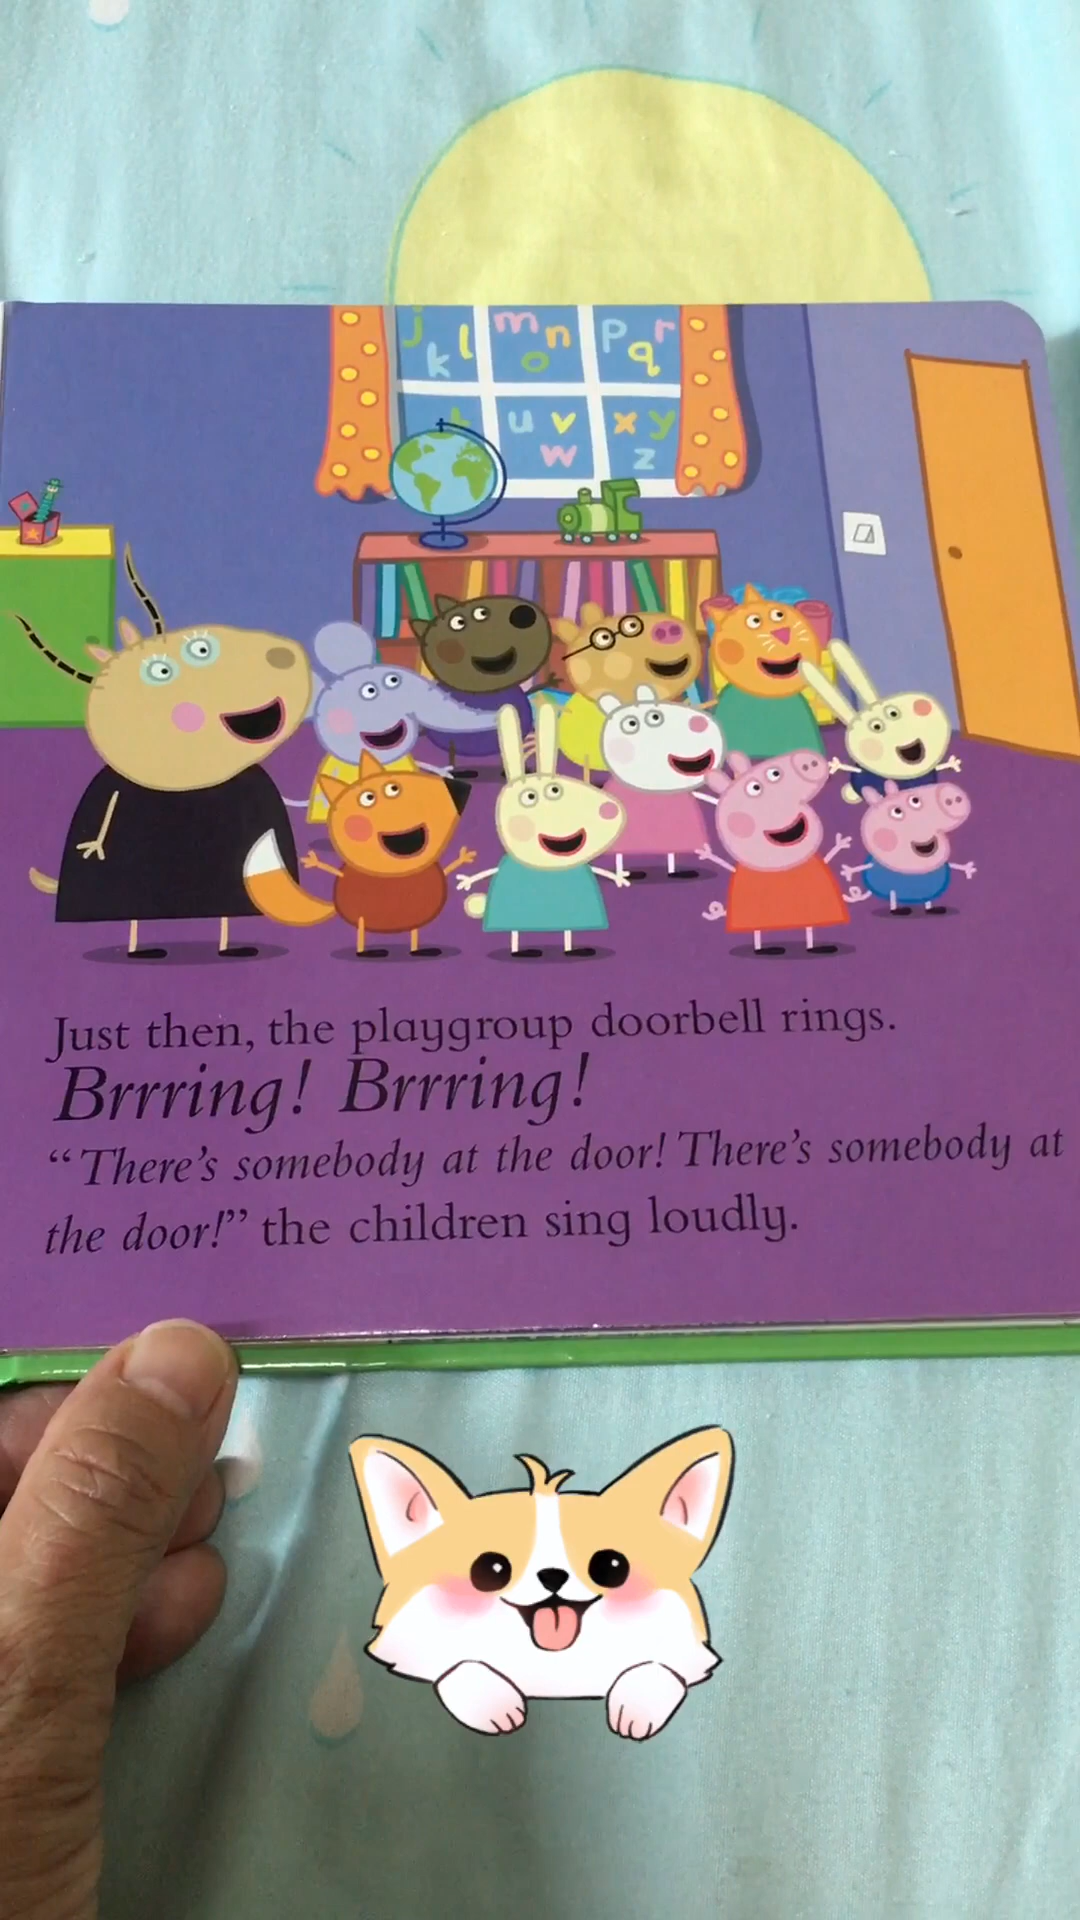 j k l m n o p q r
t u v w x y z
Just then, the playgroup doorbell rings.
Brrring! Brrring!
“There’s somebody at the door! There’s somebody at
the door!” the children sing loudly.